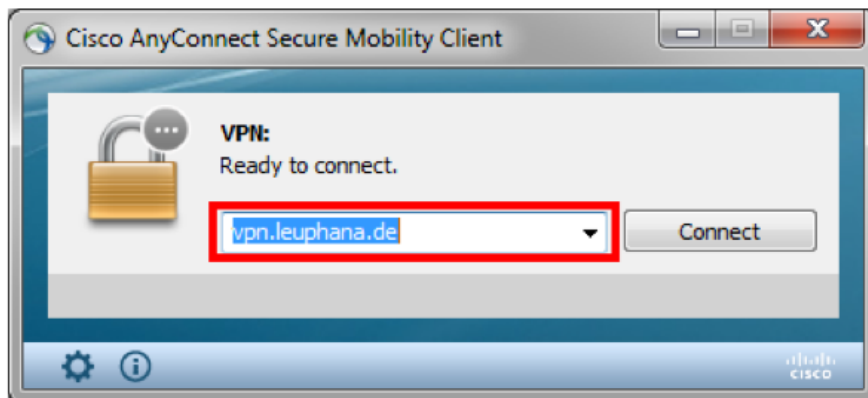 Cisco AnyConnect Secure Mobility Client
VPN:
Ready to connect.
vpn.leuphana.de
Connect
CISCO